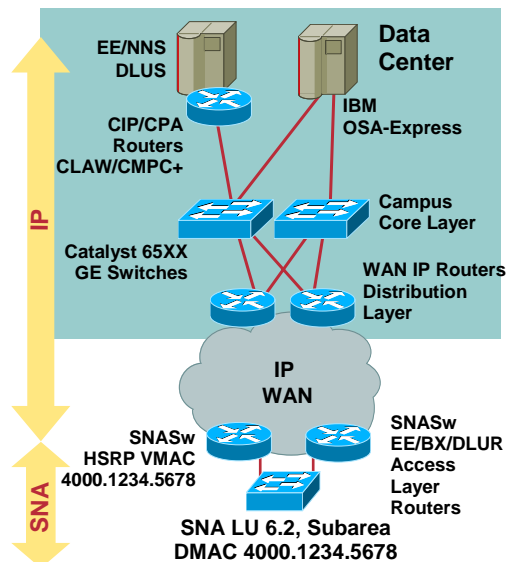 EE/NNS
DLUS
Data
Center
IBM
OSA-Express
CIP/CPA
Routers
CLAW/CMPC+
Campus
Core Layer
Catalyst 65XX
GE Switches
WAN IP Routers
Distribution
Layer
IP
IP
WAN
SNASw
HSRP VMAC
4000.1234.5678
SNASw
EE/BX/DLUR
Access
Layer
Routers
SNA
SNA LU 6.2, Subarea
DMAC 4000.1234.5678